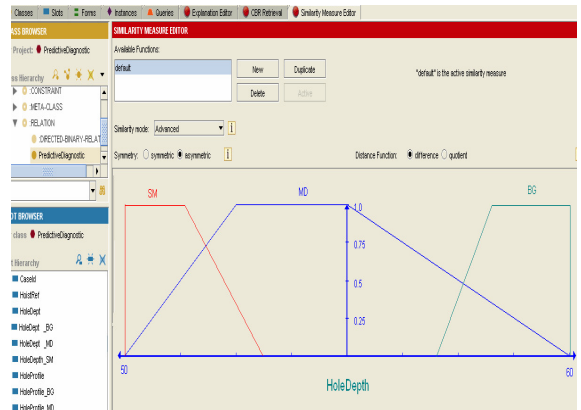 Classes Slots Forms Instances Queries Explanation Editor CBR Retrieval Similarity Measure Editor
ASS BROWSER
Project: PredictiveDiagnostic
ss Hierarchy
:CONSTRAINT
:META-CLASS
:RELATION
:DIRECTED-BINARY-RELAT
PredictiveDiagnostic
OT BROWSER
class PredictiveDiagnostic
t Hierarchy
CaseId
HoistRef
HoleDept
HoleDept _BG
HoleDept _MD
HoleDepth_SM
HoleProfile
HoleProfile_BG
HoleProfile_MD
SIMILARITY MEASURE EDITOR
Available Functions:
default
New Duplicate
Delete Active
"default" is the active similarity measure
Similarity mode: Advanced
Symmetry: symmetric asymmetric Distance Function: difference quotient
SM MD BG
1.0
0.75
0.5
0.25
50 60
HoleDepth